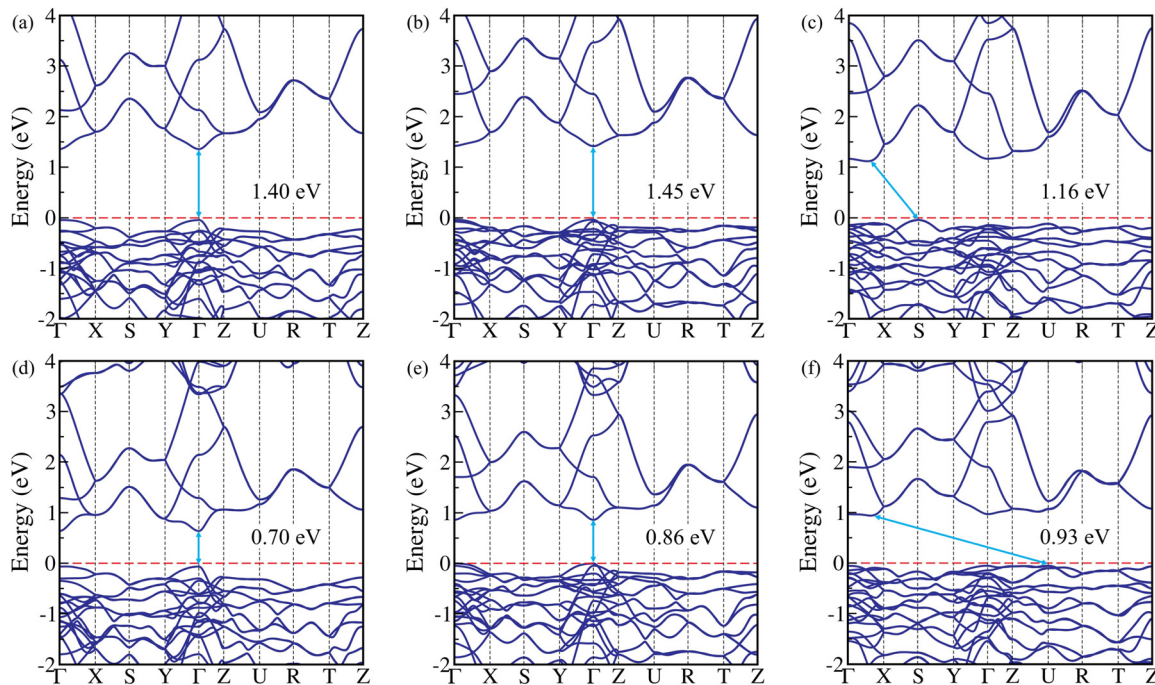 (a) (b) (c)
4 4 4
3 3 3
2 2 2
1 1 1
0 0 0
-1 -1 -1
-2 -2 -2
Energy (eV) Energy (eV) Energy (eV)
1.40 eV 1.45 eV 1.16 eV
Γ X S Y Γ Z U R T Z Γ X S Y Γ Z U R T Z Γ X S Y Γ Z U R T Z
(d) (e) (f)
4 4 4
3 3 3
2 2 2
1 1 1
0 0 0
-1 -1 -1
-2 -2 -2
Energy (eV) Energy (eV) Energy (eV)
0.70 eV 0.86 eV 0.93 eV
Γ X S Y Γ Z U R T Z Γ X S Y Γ Z U R T Z Γ X S Y Γ Z U R T Z